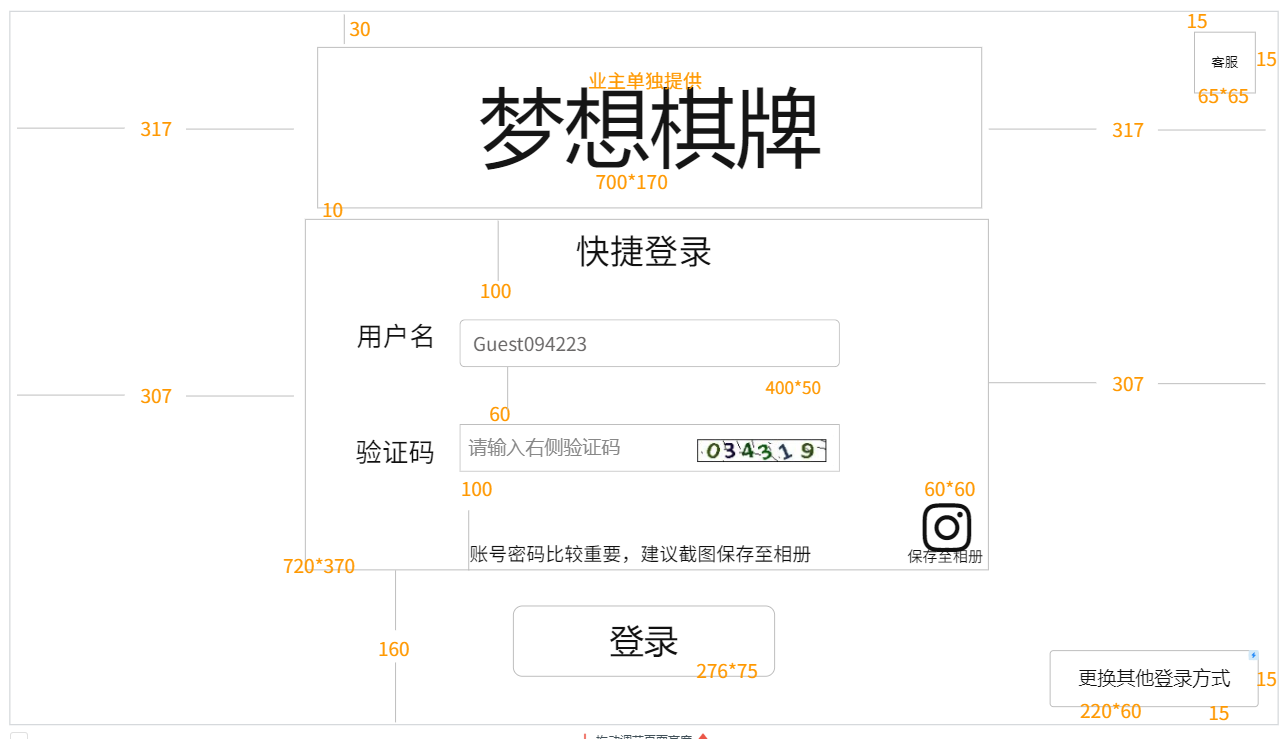 30
15
客服
15
65*65
业主单独提供
梦想棋牌
317
317
700*170
10
快捷登录
100
用户名
Guest094223
400*50
307
307
60
验证码
请输入右侧验证码
034319
100
60*60
账号密码比较重要，建议截图保存至相册
保存至相册
720*370
登录
160
276*75
更换其他登录方式
15
220*60
15